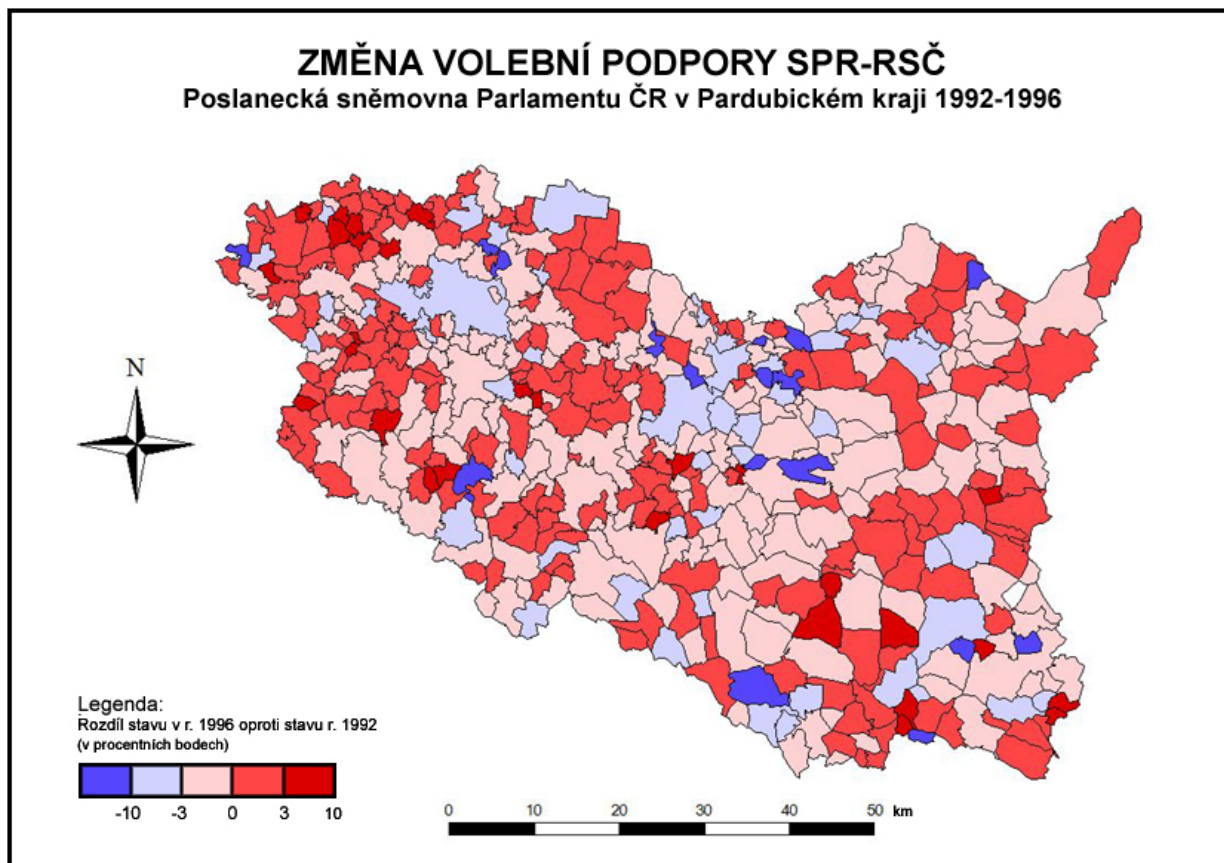 ZMĚNA VOLEBNÍ PODPORY SPR-RSČ
Poslanecká sněmovna Parlamentu ČR v Pardubickém kraji 1992-1996
N
Legenda:
Rozdíl stavu v r. 1996 oproti stavu r. 1992
(v procentních bodech)
-10 -3 0 3 10
0 10 20 30 40 50 km